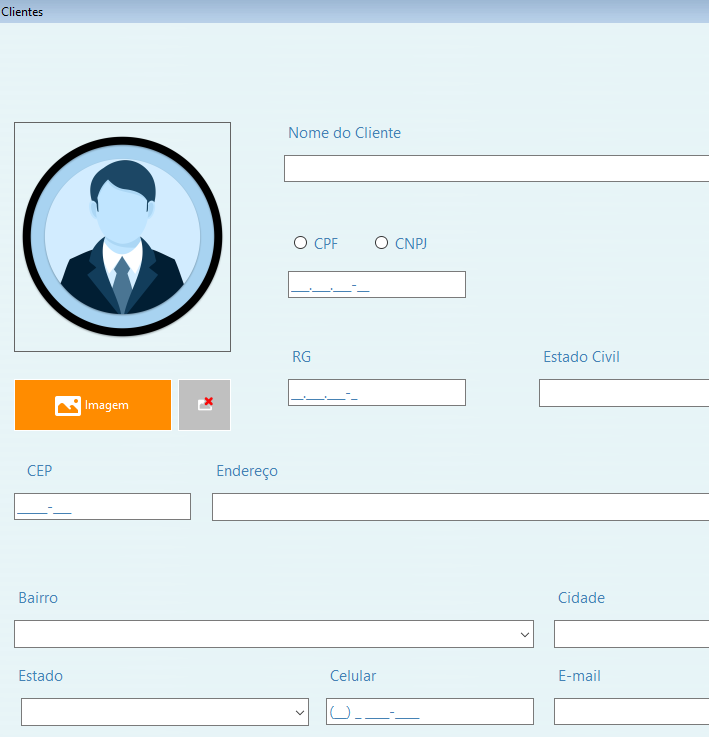 Clientes
Nome do Cliente
CPF CNPJ
___.___.___-__
RG Estado Civil
__.___.___-_
Imagem
CEP Endereço
_____-___
Bairro Cidade
Estado Celular E-mail
(__) _ ____-____